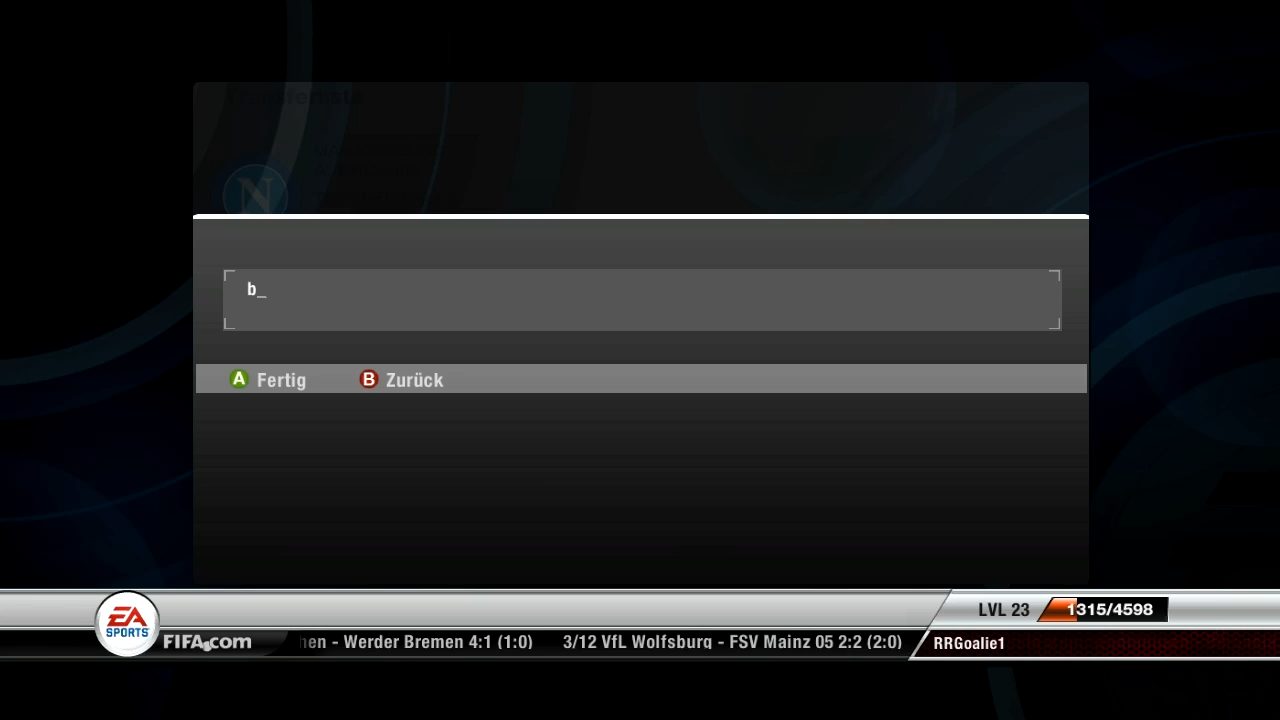 Transferliste
N
b_
A Fertig B Zurück
LVL 23 1315/4598
EA SPORTS
FIFA.com hen - Werder Bremen 4:1 (1:0) 3/12 VfL Wolfsburg - FSV Mainz 05 2:2 (2:0) RRGoalie1